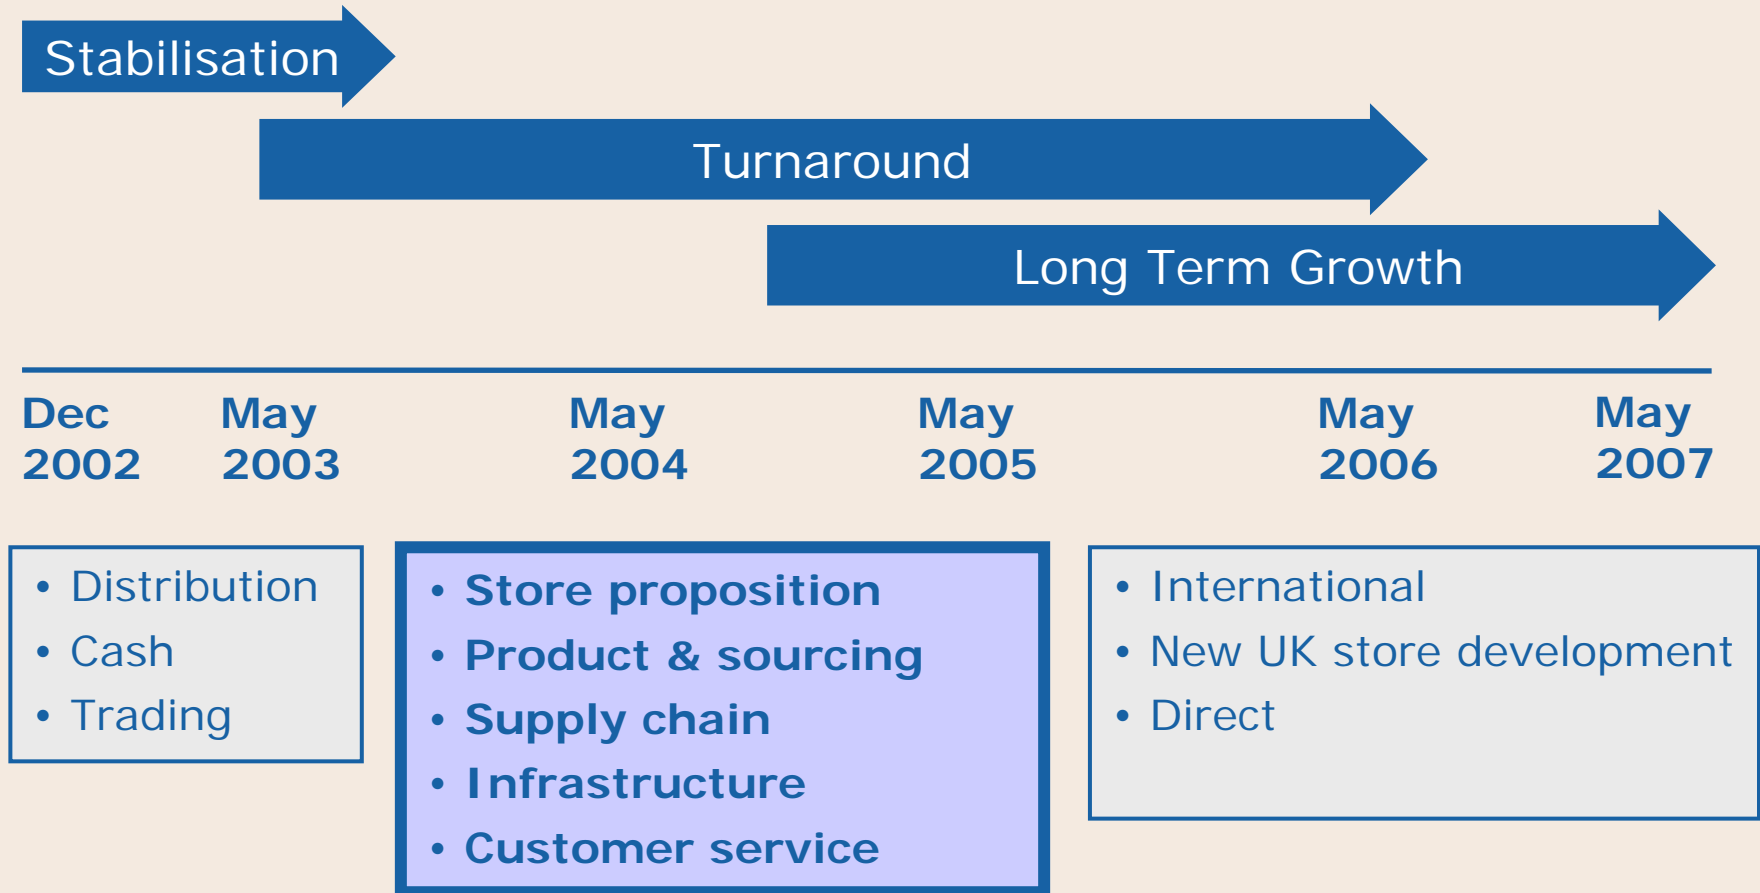 Stabilisation
Turnaround
Long Term Growth
Dec 2002
May 2003
May 2004
May 2005
May 2006
May 2007
• Distribution
• Cash
• Trading
• Store proposition
• Product & sourcing
• Supply chain
• Infrastructure
• Customer service
• International
• New UK store development
• Direct